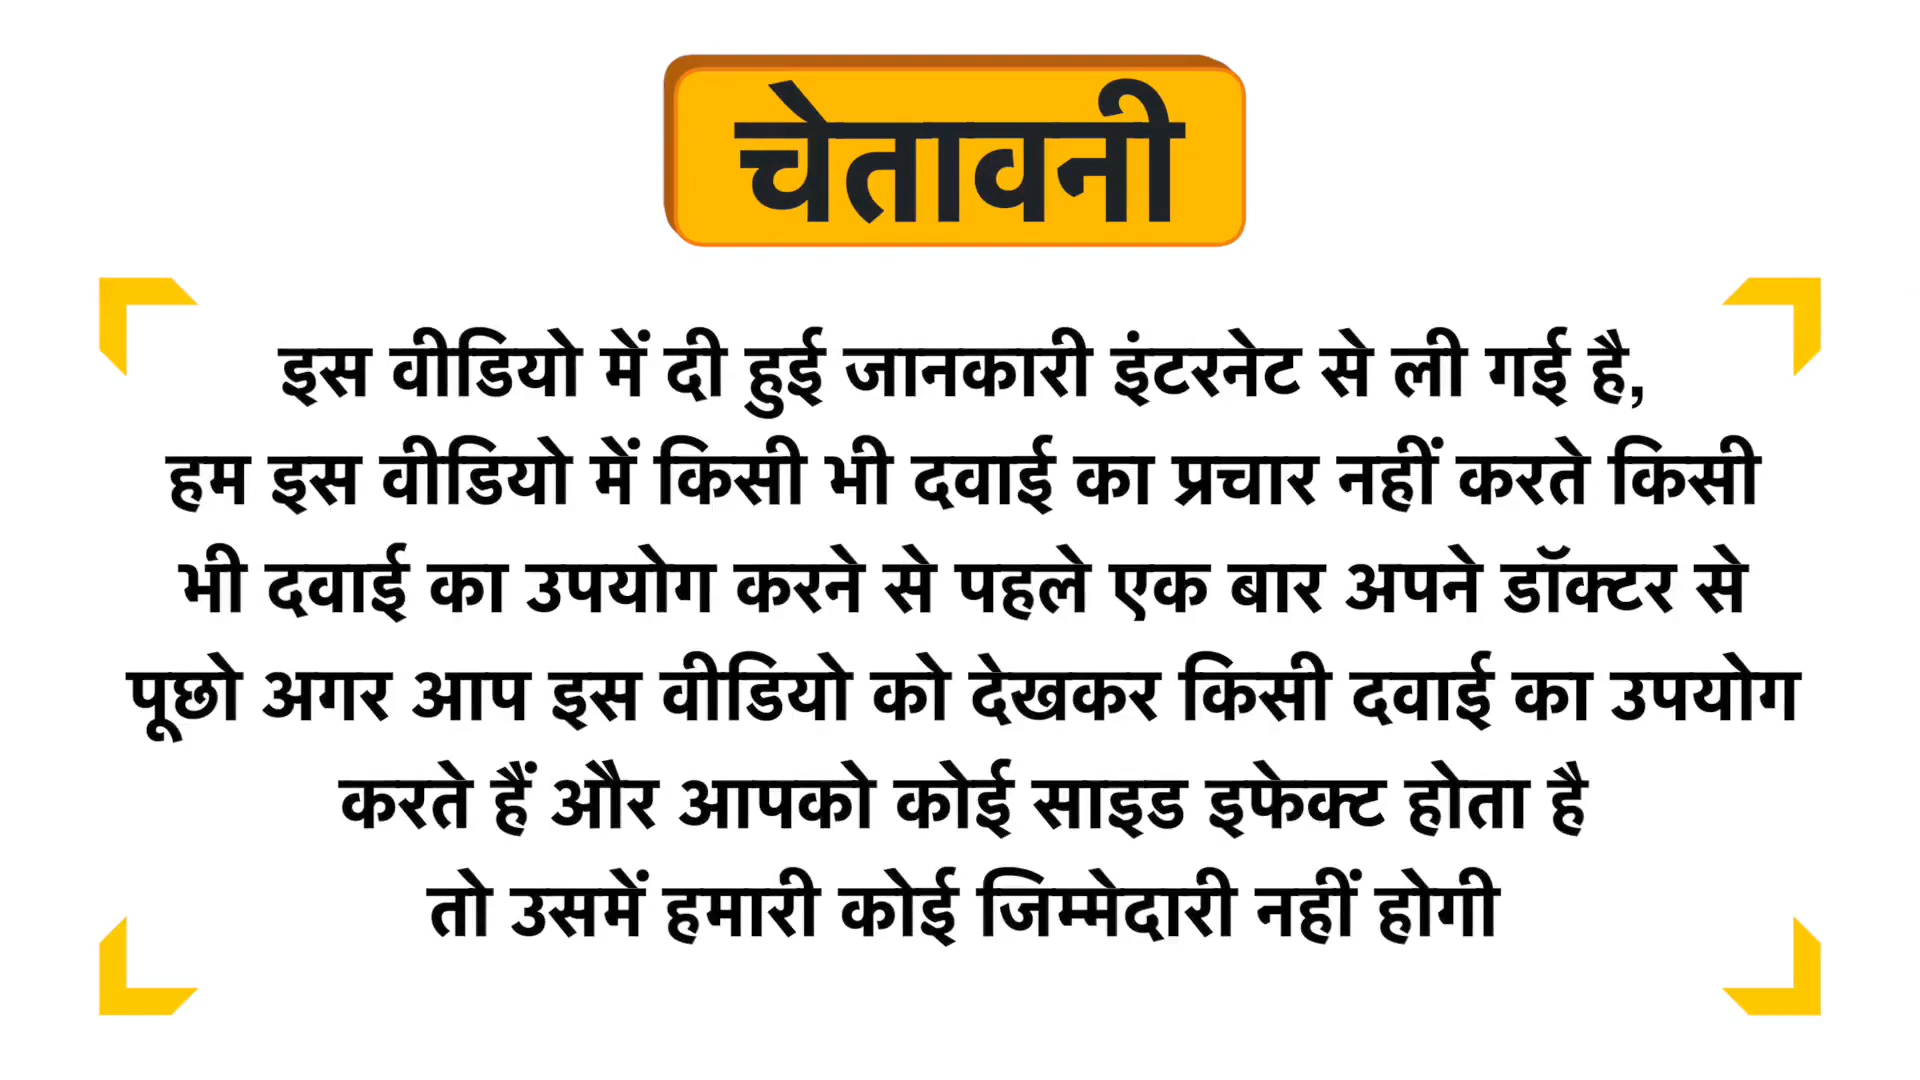 चेतावनी
इस वीडियो में दी हुई जानकारी इंटरनेट से ली गई है,
हम इस वीडियो में किसी भी दवाई का प्रचार नहीं करते किसी
भी दवाई का उपयोग करने से पहले एक बार अपने डॉक्टर से
पूछो अगर आप इस वीडियो को देखकर किसी दवाई का उपयोग
करते हैं और आपको कोई साइड इफेक्ट होता है
तो उसमें हमारी कोई जिम्मेदारी नहीं होगी